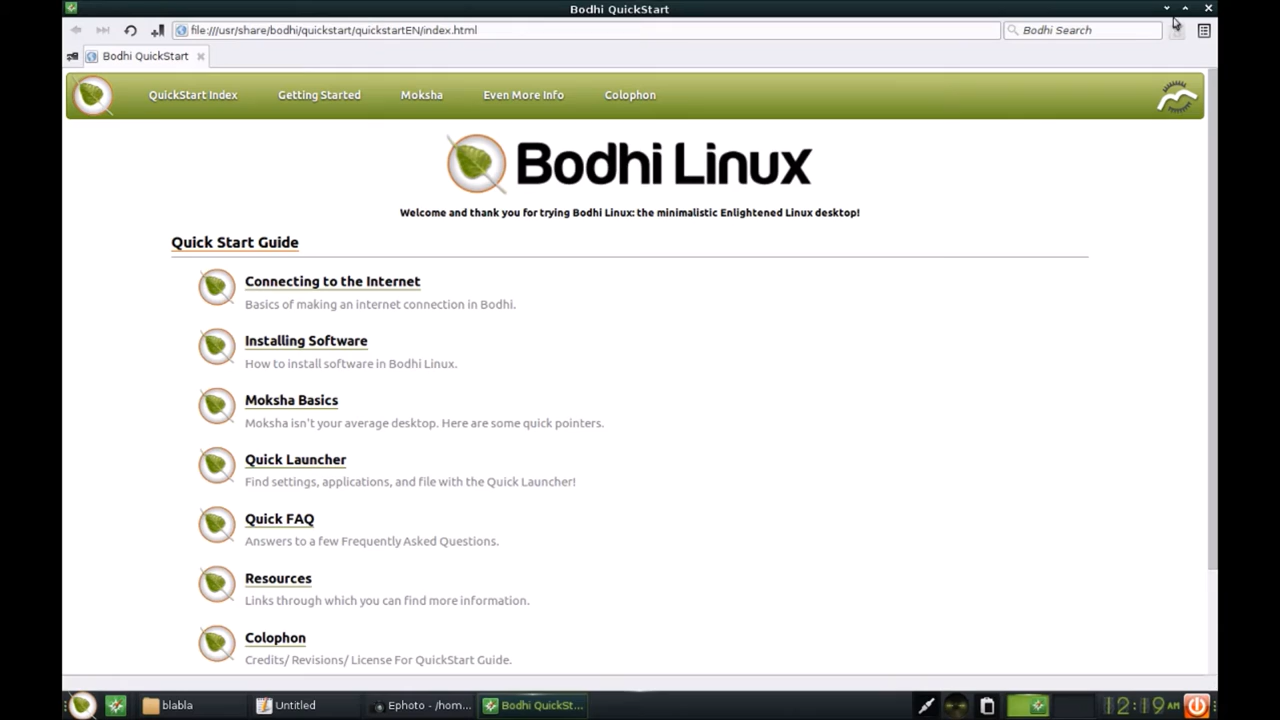 Bodhi QuickStart
file:///usr/share/bodhi/quickstart/quickstartEN/index.html
Bodhi Search
Bodhi QuickStart
QuickStart Index
Getting Started
Moksha
Even More Info
Colophon
Bodhi Linux
Welcome and thank you for trying Bodhi Linux: the minimalistic Enlightened Linux desktop!
Quick Start Guide
Connecting to the Internet
Basics of making an internet connection in Bodhi.
Installing Software
How to install software in Bodhi Linux.
Moksha Basics
Moksha isn't your average desktop. Here are some quick pointers.
Quick Launcher
Find settings, applications, and file with the Quick Launcher!
Quick FAQ
Answers to a few Frequently Asked Questions.
Resources
Links through which you can find more information.
Colophon
Credits/ Revisions/ License For QuickStart Guide.
blabla
Untitled
Ephoto - /hom...
Bodhi QuickSt...
12:19 AM